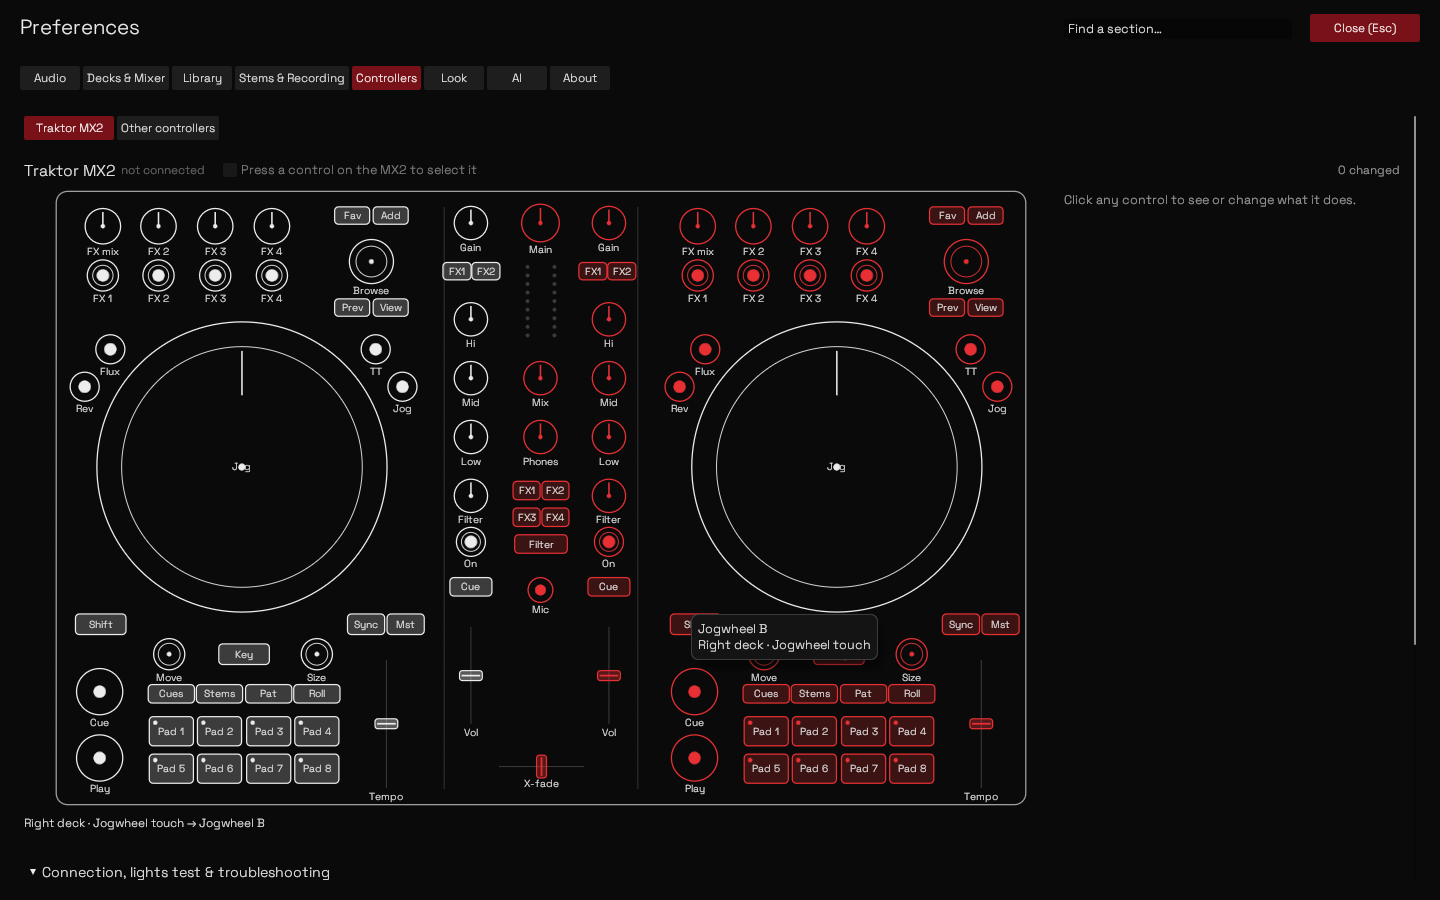 Preferences
Find a section...
Close (Esc)
Audio
Decks & Mixer
Library
Stems & Recording
Controllers
Look
AI
About
Traktor MX2
Other controllers
Traktor MX2 not connected
Press a control on the MX2 to select it
0 changed
Click any control to see or change what it does.
Fav Add
FX mix FX 2 FX 3 FX 4
Browse
FX 1 FX 2 FX 3 FX 4
Prev View
Flux
TT
Rev
Jog
Jog
Shift
Sync Mst
Key
Move
Size
Cues Stems Pat Roll
Cue
Pad 1 Pad 2 Pad 3 Pad 4
Pad 5 Pad 6 Pad 7 Pad 8
Play
Tempo
Gain Main Gain
FX1 FX2
FX1 FX2
Hi Hi
Mid Mix Mid
Low Phones Low
FX1 FX2
FX3 FX4
Filter Filter
Filter
On On
Cue Cue
Mic
Vol Vol
X-fade
Fav Add
FX mix FX 2 FX 3 FX 4
Browse
FX 1 FX 2 FX 3 FX 4
Prev View
Flux
TT
Rev
Jog
Jog
Sync Mst
Jogwheel B
Right deck · Jogwheel touch
Move
Size
Cues Stems Pat Roll
Cue
Pad 1 Pad 2 Pad 3 Pad 4
Pad 5 Pad 6 Pad 7 Pad 8
Play
Tempo
Right deck · Jogwheel touch → Jogwheel B
▼ Connection, lights test & troubleshooting